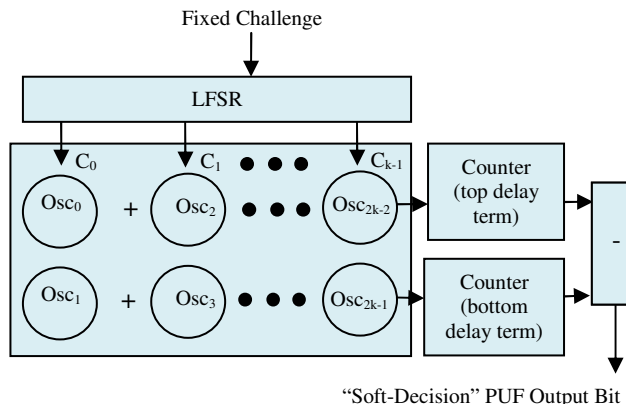 Fixed Challenge
LFSR
C0 C1 Ck-1
Osc0 + Osc2 Osc2k-2
Counter
(top delay
term)
-
Osc1 + Osc3 Osc2k-1
Counter
(bottom
delay term)
“Soft-Decision” PUF Output Bit